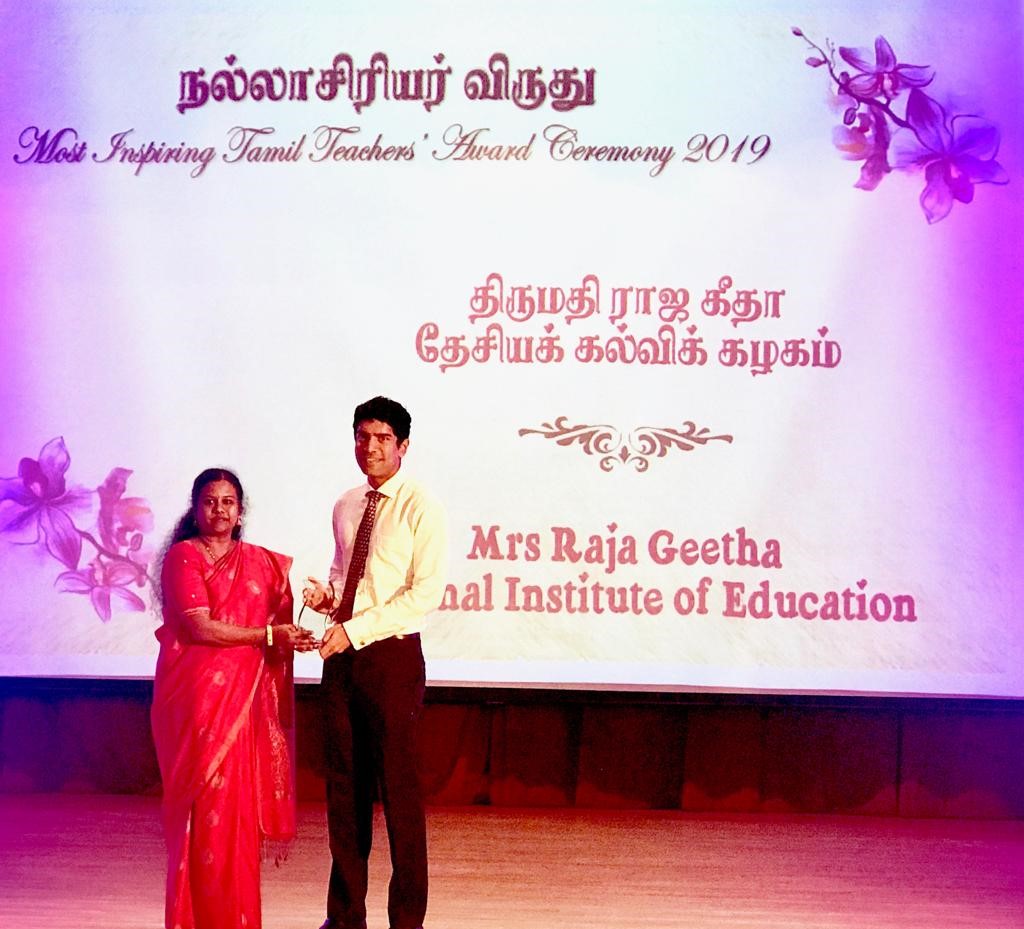 நல்லாசிரியர் விருது
Most Inspiring Tamil Teachers' Award Ceremony 2019
திருமதி ராஜ கீதா
தேசியக் கல்விக் கழகம்
Mrs Raja Geetha
nal Institute of Education